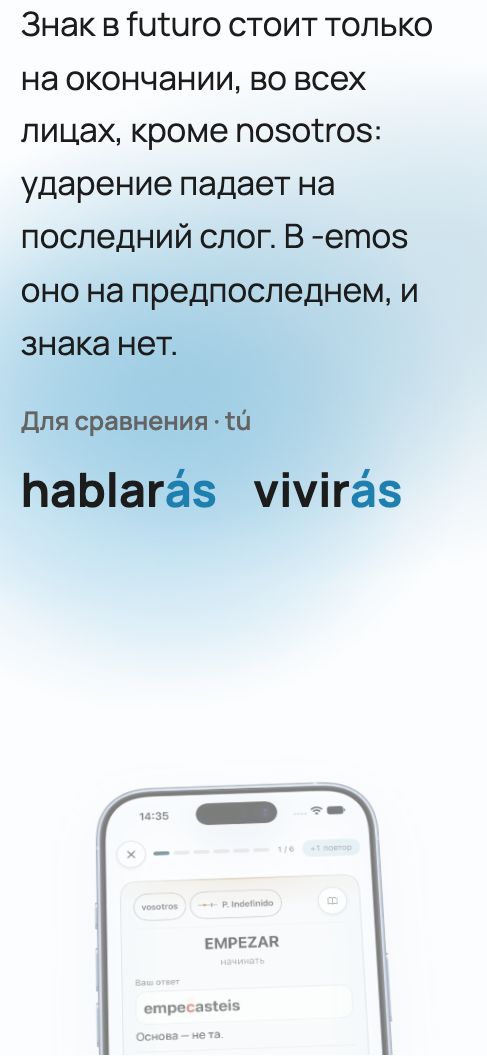 Знак в futuro стоит только
на окончании, во всех
лицах, кроме nosotros:
ударение падает на
последний слог. В -emos
оно на предпоследнем, и
знака нет.
Для сравнения · tú
hablarás vivirás
14:35
1 / 6 +1 повтор
vosotros P. Indefinido
EMPEZAR
начинать
Ваш ответ
empecasteis
Основа — не та.